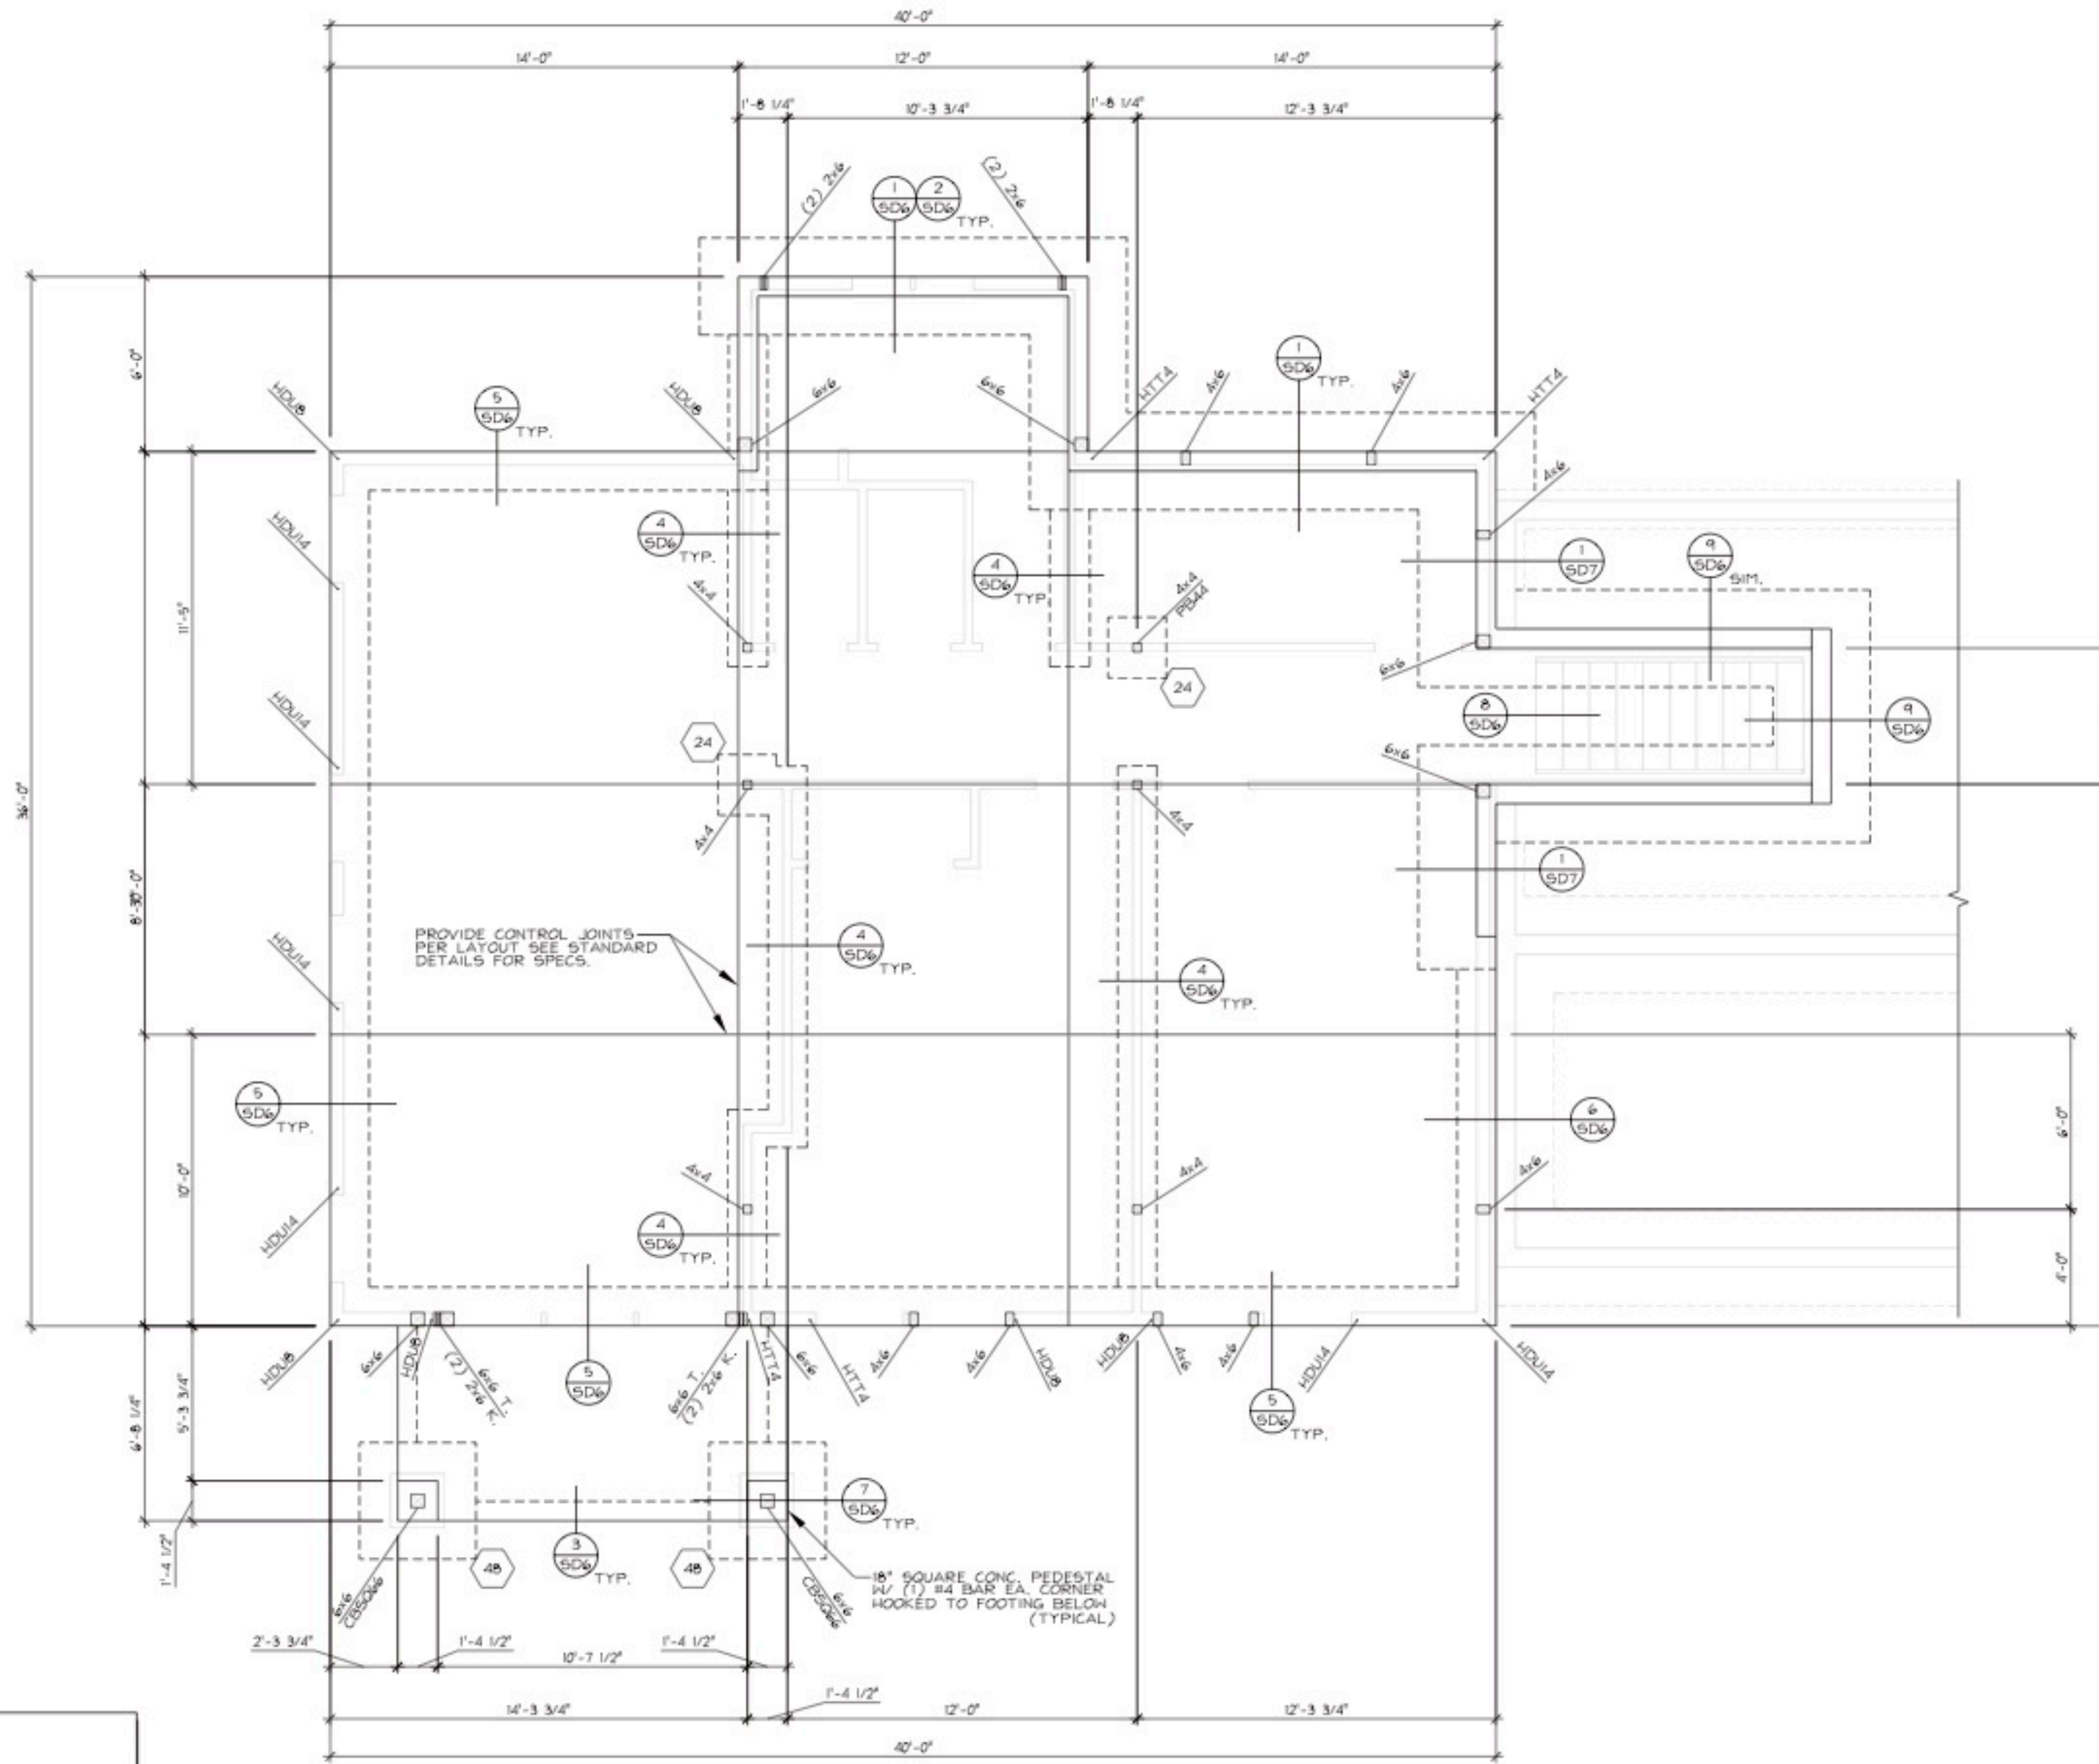 40'-0"
14'-0"
12'-0"
14'-0"
1'-8 1/4"
10'-3 3/4"
1'-8 1/4"
12'-3 3/4"
(2) 2x6
1
SD6
2
SD6
TYP.
(2) 2x6
6'-0"
HDU8
5
SD6
TYP.
HDU8
6x6
6x6
HTT4
4x6
1
SD6
TYP.
4x6
HTT4
4x6
HDU14
4
SD6
TYP.
4
SD6
TYP.
1
SD7
9
SD6
SIM.
11'-5"
4x4
4x4
PB44
6x6
24
HDU14
24
8
SD6
9
SD6
6x6
36'-0"
4x4
4x4
1
SD7
PROVIDE CONTROL JOINTS
PER LAYOUT SEE STANDARD
DETAILS FOR SPECS.
HDU14
4
SD6
TYP.
4
SD6
TYP.
5
SD6
TYP.
6
SD6
6'-0"
10'-0"
HDU14
4x4
4
SD6
TYP.
4x4
4x6
4'-0"
HDU8
6x6
HDU8
6x6 T.
(2) 2x6 K.
5
SD6
6x6 T.
(2) 2x6 K.
HTT4
6x6
HTT4
4x6
4x6
HDU8
HDU8
4x6
4x6
5
SD6
TYP.
HDU14
HDU14
6'-8 1/4"
5'-3 3/4"
1'-4 1/2"
7
SD6
TYP.
6x6
CBSQ66
48
3
SD6
TYP.
48
6x6
CBSQ66
18" SQUARE CONC. PEDESTAL
W/ (1) #4 BAR EA. CORNER
HOOKED TO FOOTING BELOW
(TYPICAL)
2'-3 3/4"
1'-4 1/2"
10'-7 1/2"
1'-4 1/2"
14'-3 3/4"
1'-4 1/2"
12'-0"
12'-3 3/4"
40'-0"